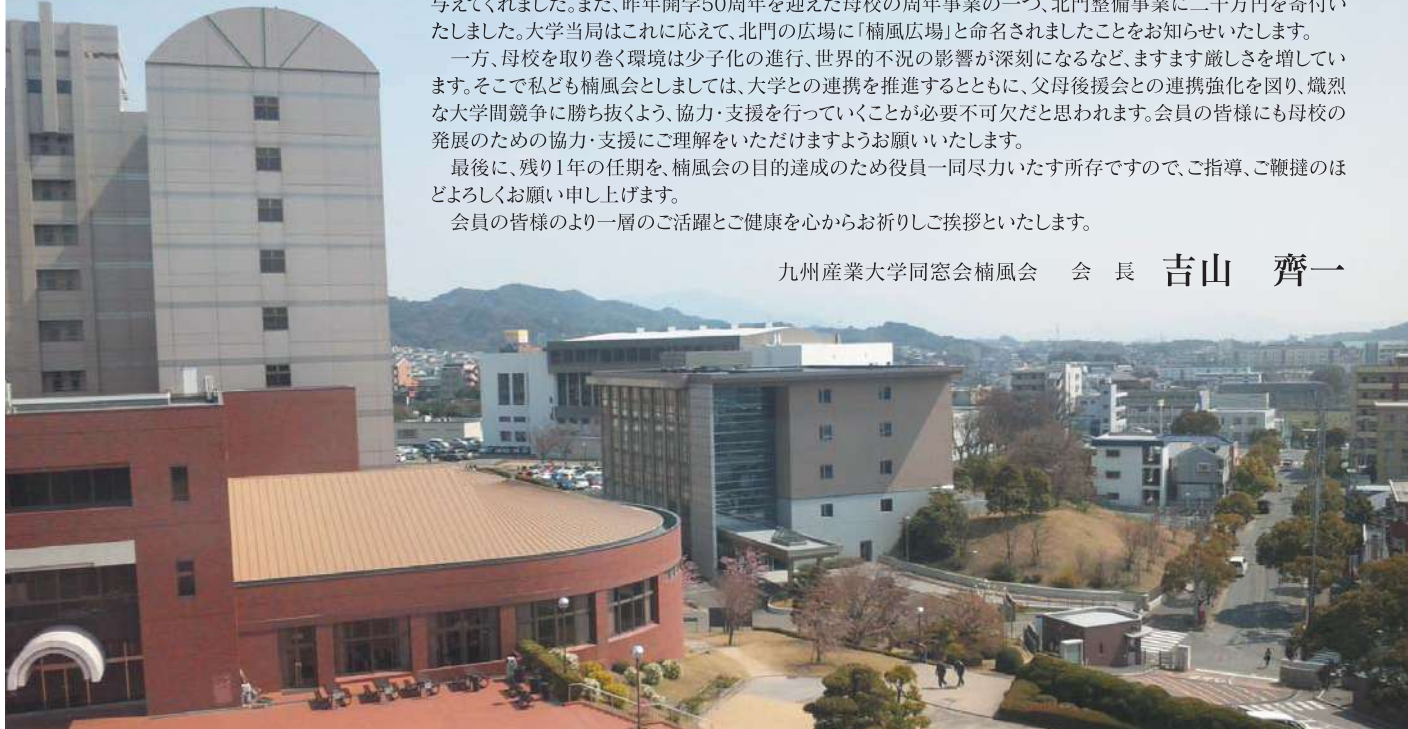 与えてくれました。また、昨年開学50周年を迎えた母校の周年事業の一つ、北門整備事業に二千万円を寄付い
たしました。大学当局はこれに応えて、北門の広場に「楠風広場」と命名されましたことをお知らせいたします。
　一方、母校を取り巻く環境は少子化の進行、世界的不況の影響が深刻になるなど、ますます厳しさを増してい
ます。そこで私ども楠風会としましては、大学との連携を推進するとともに、父母後援会との連携強化を図り、熾烈
な大学間競争に勝ち抜くよう、協力・支援を行っていくことが必要不可欠だと思われます。会員の皆様にも母校の
発展のための協力・支援にご理解をいただけますようお願いいたします。
　最後に、残り1年の任期を、楠風会の目的達成のため役員一同尽力いたす所存ですので、ご指導、ご鞭撻のほ
どよろしくお願い申し上げます。
　会員の皆様のより一層のご活躍とご健康を心からお祈りしご挨拶といたします。
九州産業大学同窓会楠風会　会　長　吉山　齊一